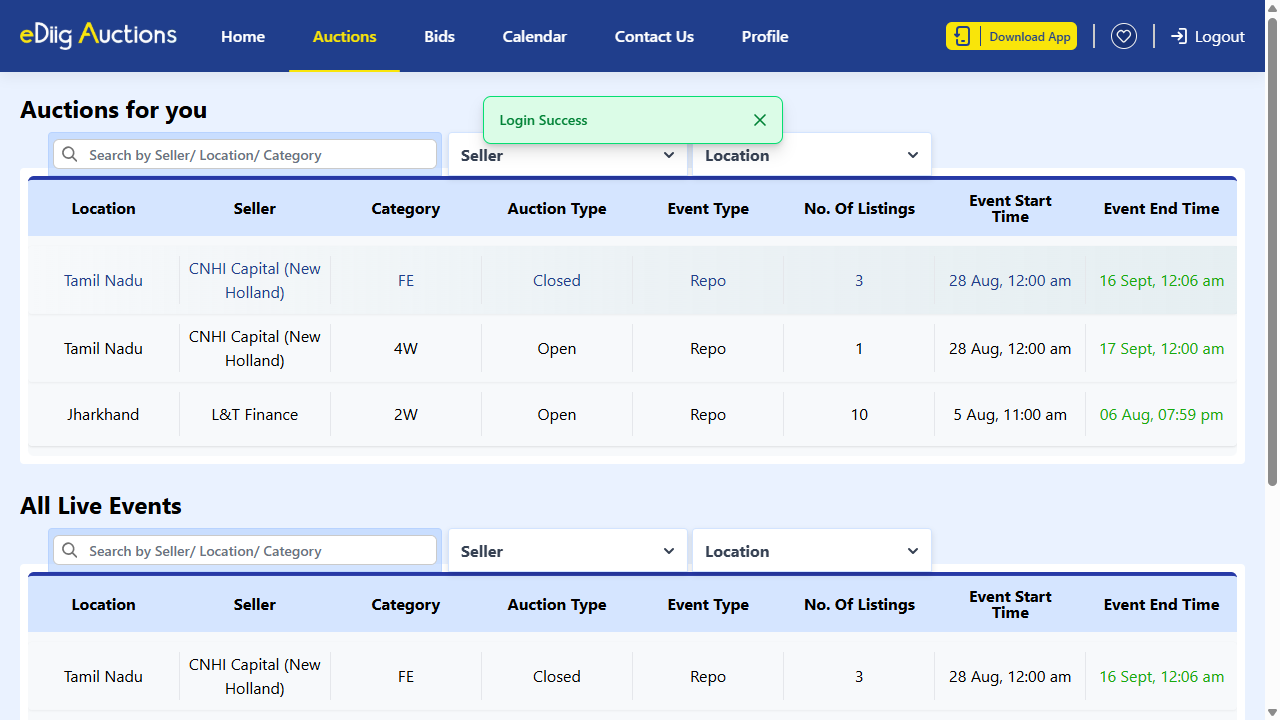 eDiig Auctions
Home
Auctions
Bids
Calendar
Contact Us
Profile
Download App
Logout
Auctions for you
Login Success
Search by Seller/ Location/ Category
Seller
Location
Location Seller Category Auction Type Event Type No. Of Listings Event Start Time Event End Time
Tamil Nadu CNHI Capital (New Holland) FE Closed Repo 3 28 Aug, 12:00 am 16 Sept, 12:06 am
Tamil Nadu CNHI Capital (New Holland) 4W Open Repo 1 28 Aug, 12:00 am 17 Sept, 12:00 am
Jharkhand L&T Finance 2W Open Repo 10 5 Aug, 11:00 am 06 Aug, 07:59 pm
All Live Events
Search by Seller/ Location/ Category
Seller
Location
Location Seller Category Auction Type Event Type No. Of Listings Event Start Time Event End Time
Tamil Nadu CNHI Capital (New Holland) FE Closed Repo 3 28 Aug, 12:00 am 16 Sept, 12:06 am